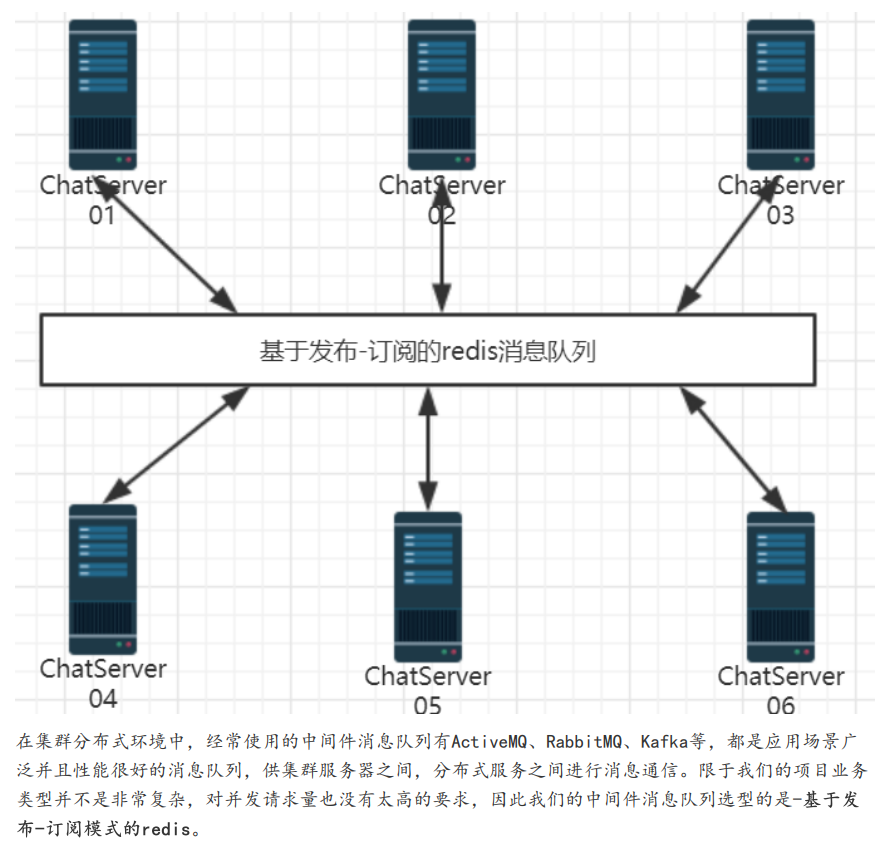 ChatServer
01
ChatServer
02
ChatServer
03
基于发布-订阅的redis消息队列
ChatServer
04
ChatServer
05
ChatServer
06
在集群分布式环境中，经常使用的中间件消息队列有ActiveMQ、RabbitMQ、Kafka等，都是应用场景广
泛并且性能很好的消息队列，供集群服务器之间，分布式服务之间进行消息通信。限于我们的项目业务
类型并不是非常复杂，对并发请求量也没有太高的要求，因此我们的中间件消息队列选型的是-基于发
布-订阅模式的redis。